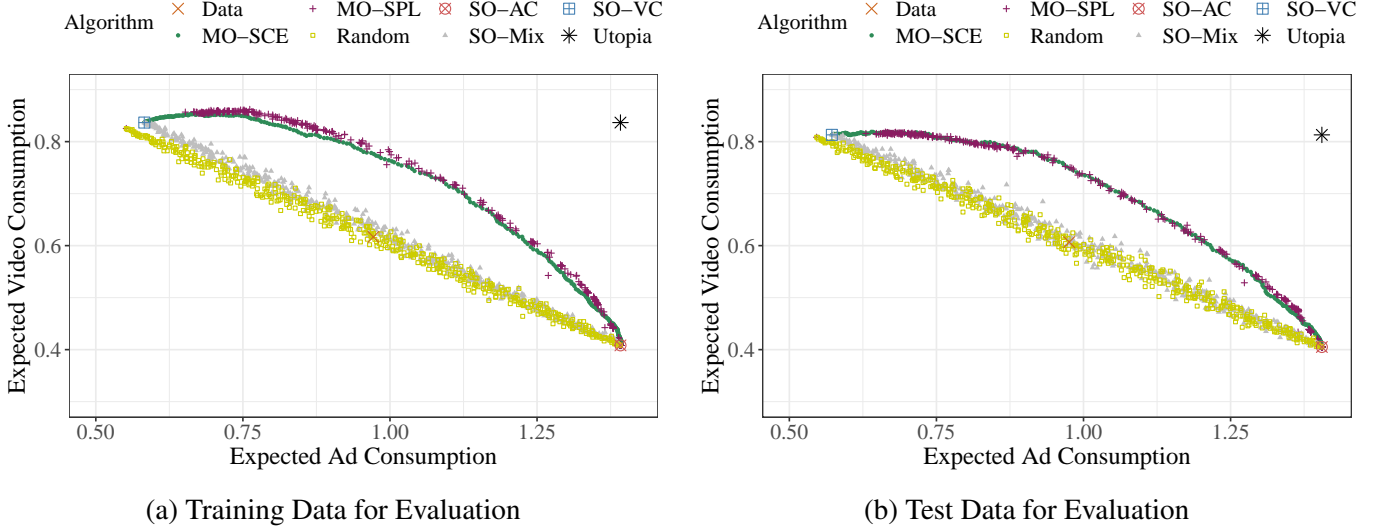 Algorithm Data MO−SPL SO−AC SO−VC
MO−SCE Random SO−Mix Utopia
Expected Video Consumption
0.8
0.6
0.4
0.50 0.75 1.00 1.25
Expected Ad Consumption
(a) Training Data for Evaluation
Algorithm Data MO−SPL SO−AC SO−VC
MO−SCE Random SO−Mix Utopia
Expected Video Consumption
0.8
0.6
0.4
0.50 0.75 1.00 1.25
Expected Ad Consumption
(b) Test Data for Evaluation